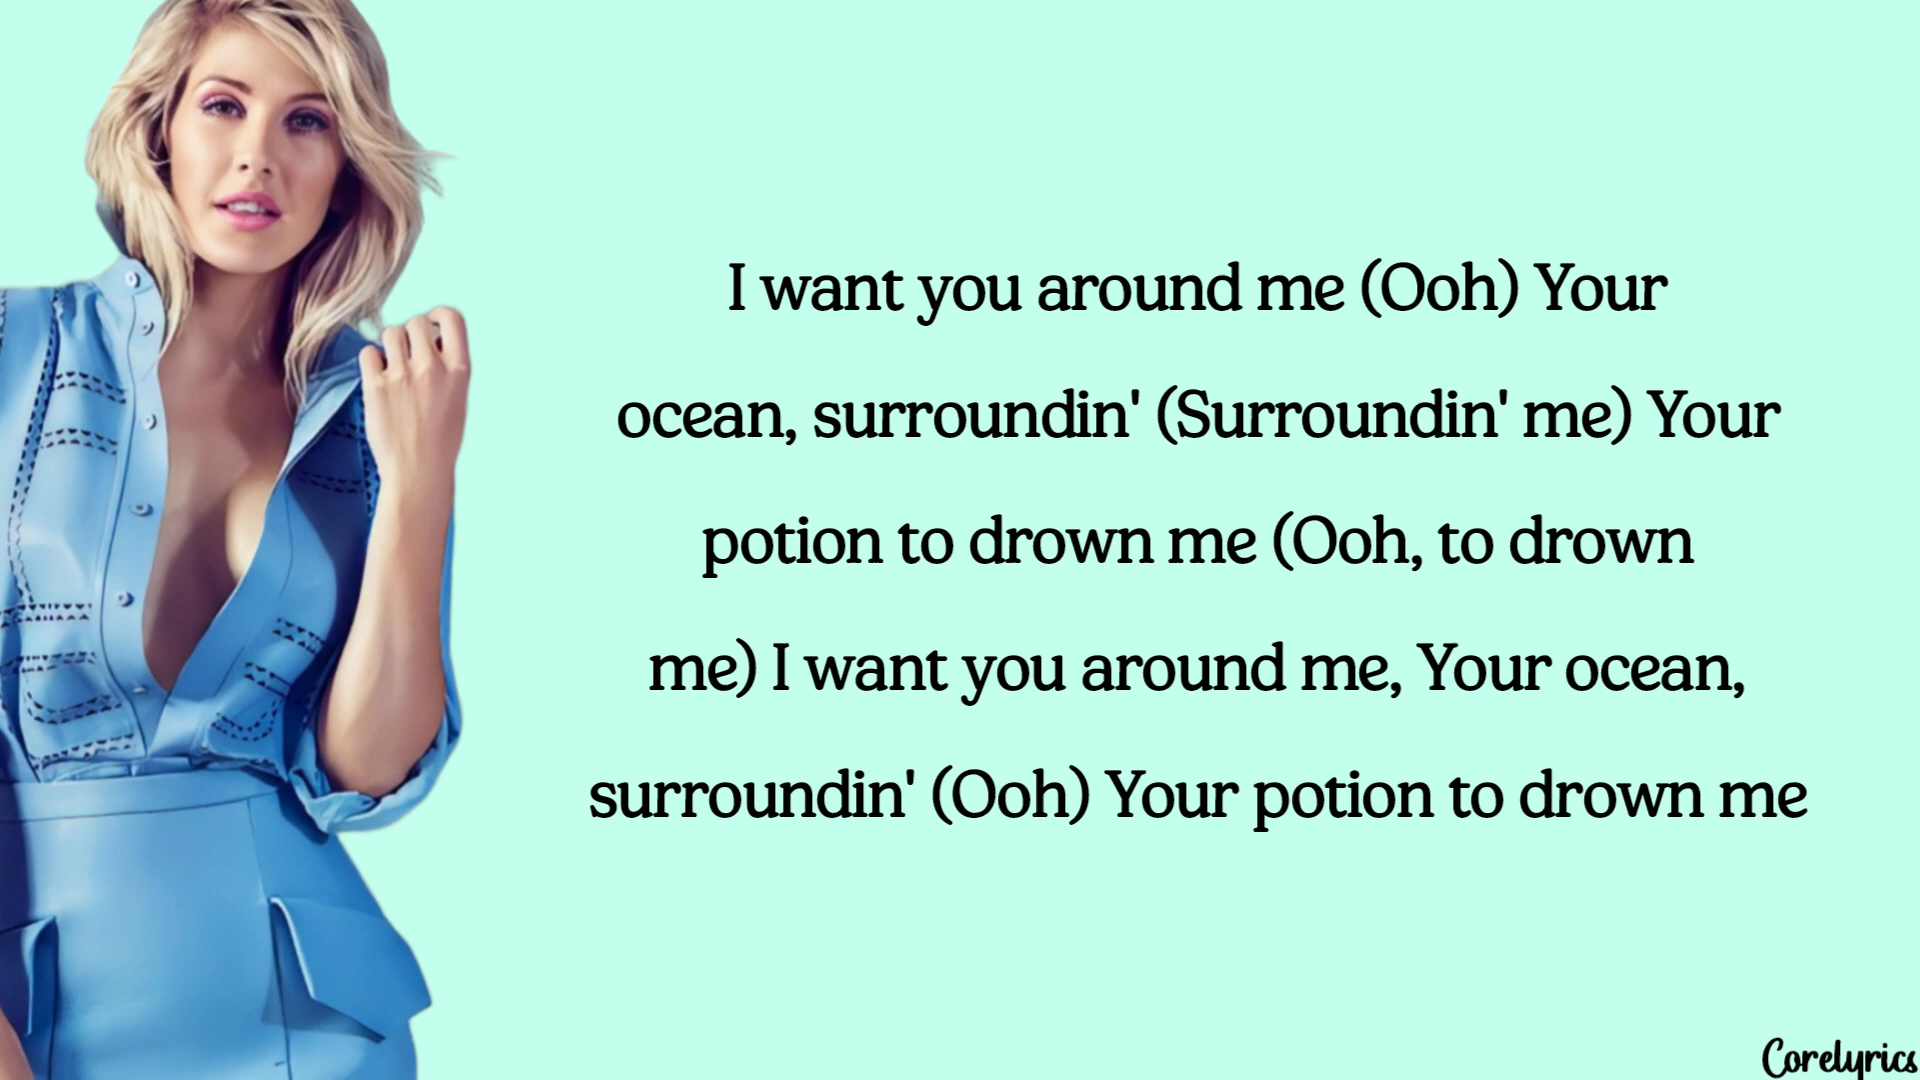 I want you around me (Ooh) Your
ocean, surroundin' (Surroundin' me) Your
potion to drown me (Ooh, to drown
me) I want you around me, Your ocean,
surroundin' (Ooh) Your potion to drown me
Corelyrics